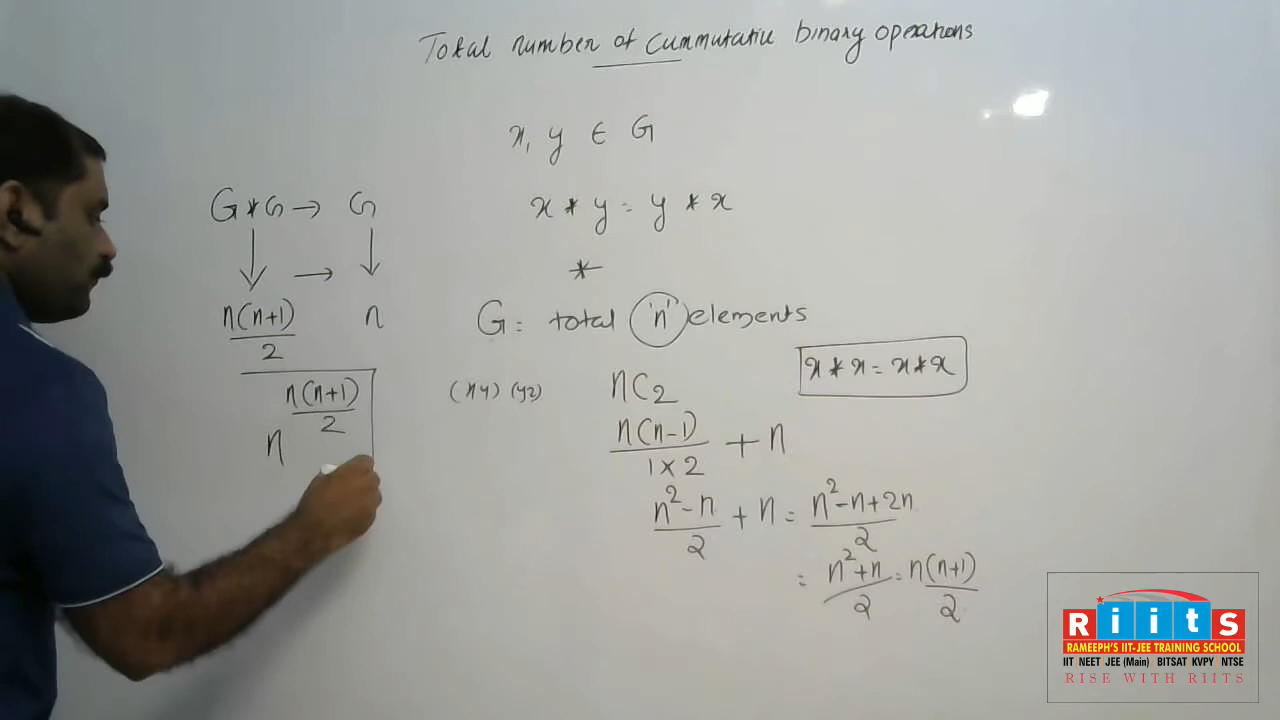 Total number of Cummutative binary operations
x, y ∈ G
G * G → G
x * y = y * x
↓ → ↓
*
n(n+1)/2 n
G = total 'n' elements
x * x = x * x
n^(n(n+1)/2)
(xy) (yz)
nC2
n(n-1)/(1×2) + n
(n²-n)/2 + n = (n²-n+2n)/2
= (n²+n)/2 = n(n+1)/2
RiitS
RAMEEPH'S IIT-JEE TRAINING SCHOOL
IIT NEET JEE (Main) BITSAT KVPY NTSE
RISE WITH RIITS